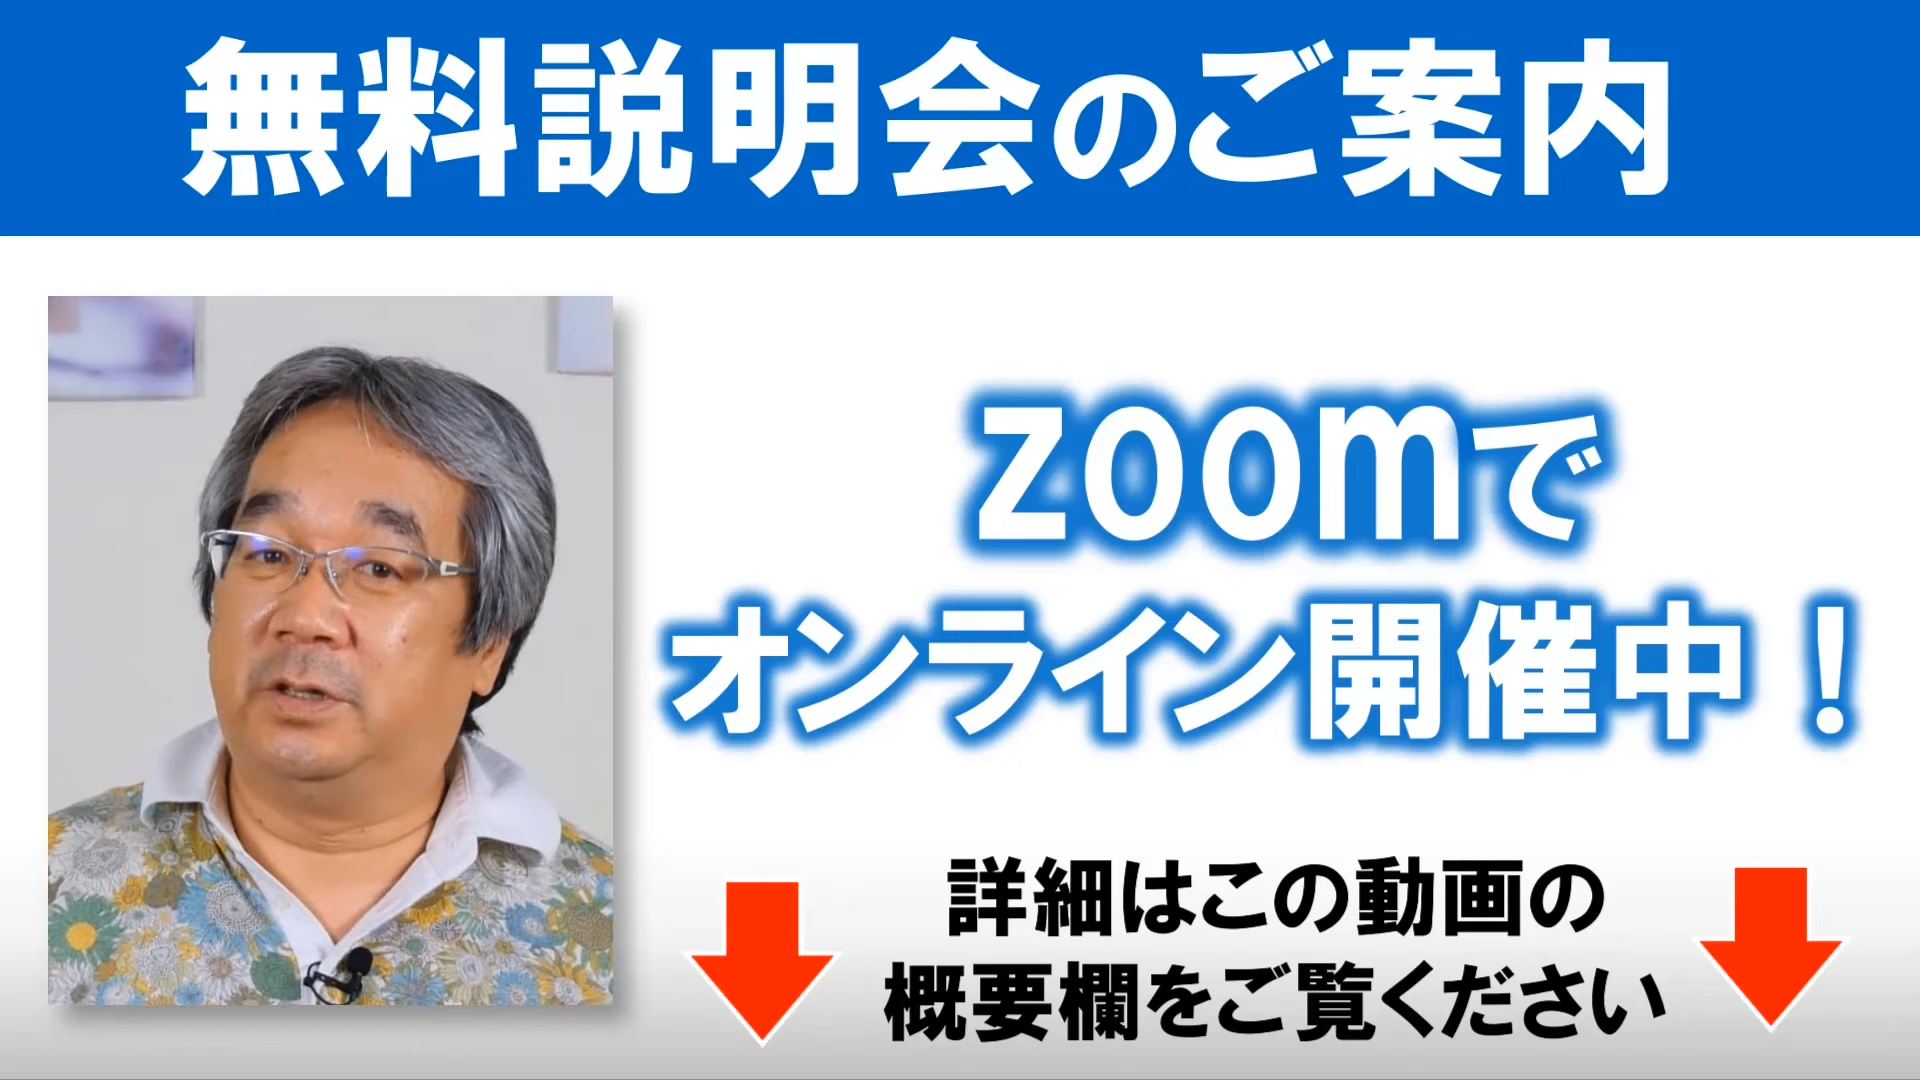 無料説明会のご案内
zoomで
オンライン開催中！
詳細はこの動画の
概要欄をご覧ください